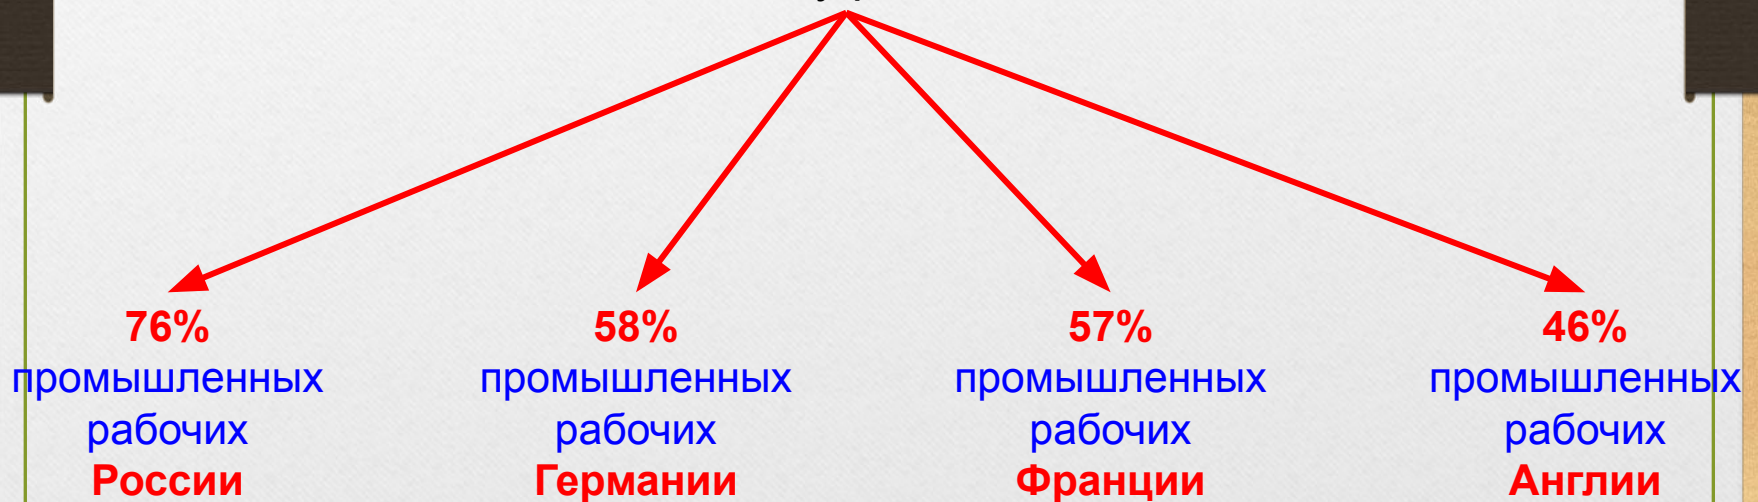 76%
промышленных
рабочих
России
58%
промышленных
рабочих
Германии
57%
промышленных
рабочих
Франции
46%
промышленных
рабочих
Англии